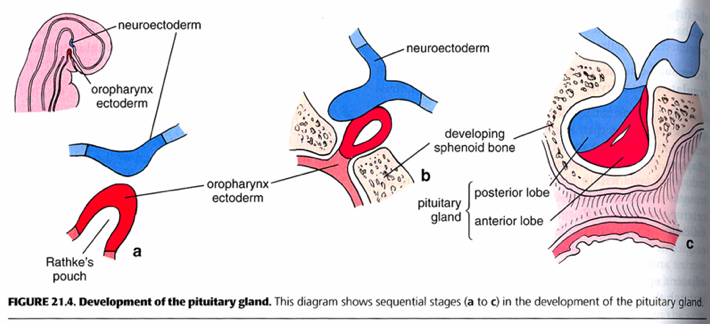 neuroectoderm
oropharynx
ectoderm
oropharynx
ectoderm
Rathke's
pouch
a
neuroectoderm
developing
sphenoid bone
b
pituitary
gland
posterior lobe
anterior lobe
c
FIGURE 21.4. Development of the pituitary gland. This diagram shows sequential stages (a to c) in the development of the pituitary gland.